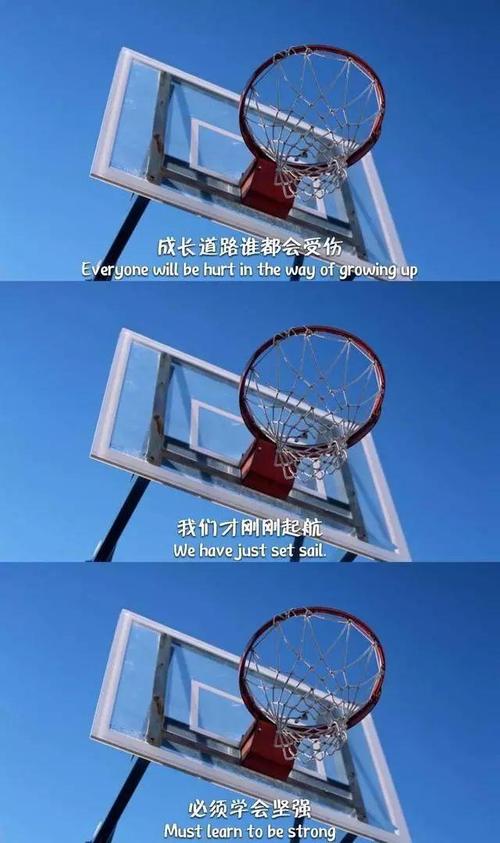 成长道路谁都会受伤
Everyone will be hurt in the way of growing up
我们才刚刚起航
We have just set sail.
必须学会坚强
Must learn to be strong